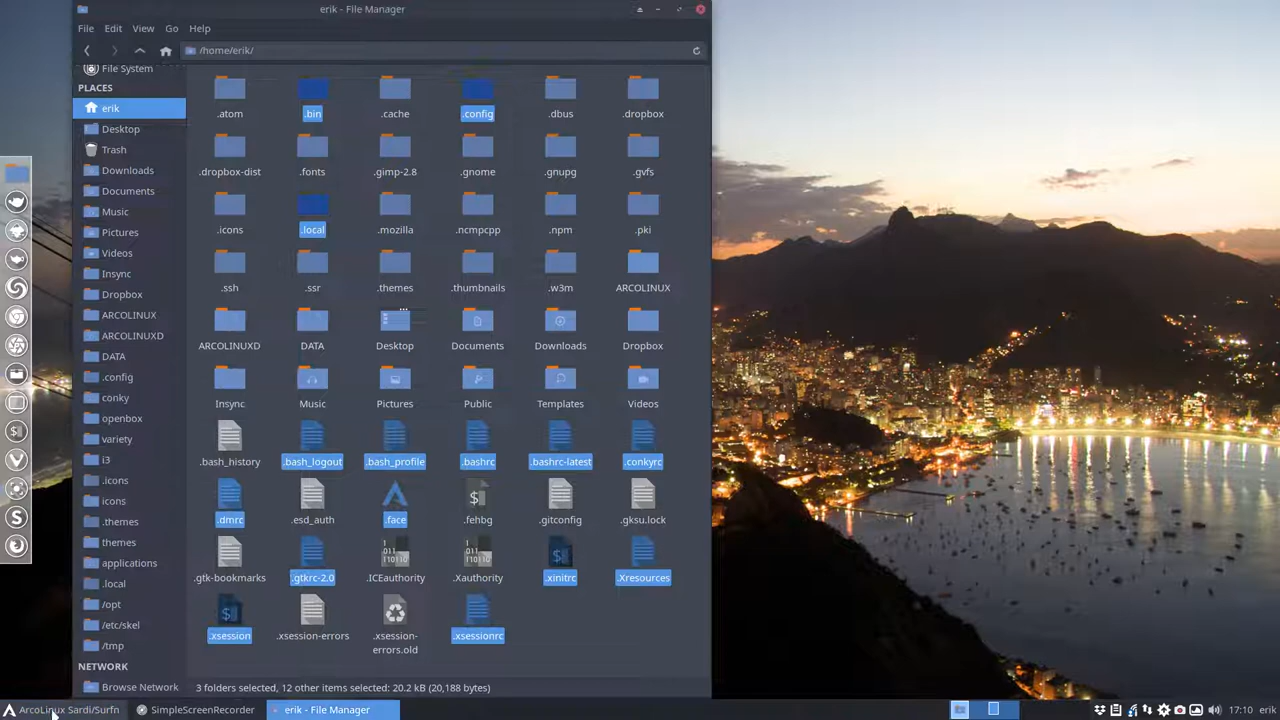 erik - File Manager
File Edit View Go Help
/home/erik/
File System
PLACES
erik
Desktop
Trash
Downloads
Documents
Music
Pictures
Videos
Insync
Dropbox
ARCOLINUX
ARCOLINUXD
DATA
.config
conky
openbox
variety
i3
.icons
icons
.themes
themes
applications
.local
/opt
/etc/skel
/tmp
NETWORK
Browse Network
.atom .bin .cache .config .dbus .dropbox
.dropbox-dist .fonts .gimp-2.8 .gnome .gnupg .gvfs
.icons .local .mozilla .ncmpcpp .npm .pki
.ssh .ssr .themes .thumbnails .w3m ARCOLINUX
ARCOLINUXD DATA Desktop Documents Downloads Dropbox
Insync Music Pictures Public Templates Videos
.bash_history .bash_logout .bash_profile .bashrc .bashrc-latest .conkyrc
.dmrc .esd_auth .face .fehbg .gitconfig .gksu.lock
.gtk-bookmarks .gtkrc-2.0 .ICEauthority .Xauthority .xinitrc .Xresources
.xsession .xsession-errors .xsession-errors.old .xsessionrc
3 folders selected, 12 other items selected: 20.2 kB (20,188 bytes)
ArcoLinux Sardi/Surfn SimpleScreenRecorder erik - File Manager 17:10 erik